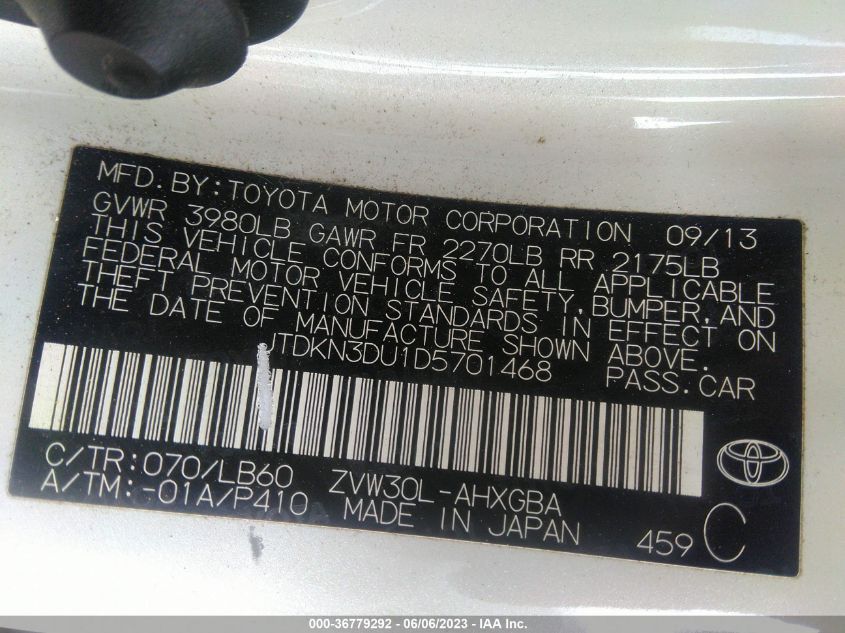 MFD. BY: TOYOTA MOTOR CORPORATION 09/13
GVWR 3980LB GAWR FR 2270LB RR 2175LB
THIS VEHICLE CONFORMS TO ALL APPLICABLE
FEDERAL MOTOR VEHICLE SAFETY, BUMPER, AND
THEFT PREVENTION STANDARDS IN EFFECT ON
THE DATE OF MANUFACTURE SHOWN ABOVE.
JTDKN3DU1D5701468 PASS. CAR
C/TR: 070/LB60 ZVW30L-AHXGBA
A/TM: -01A/P410 MADE IN JAPAN 459 C
000-36779292 - 06/06/2023 - IAA Inc.